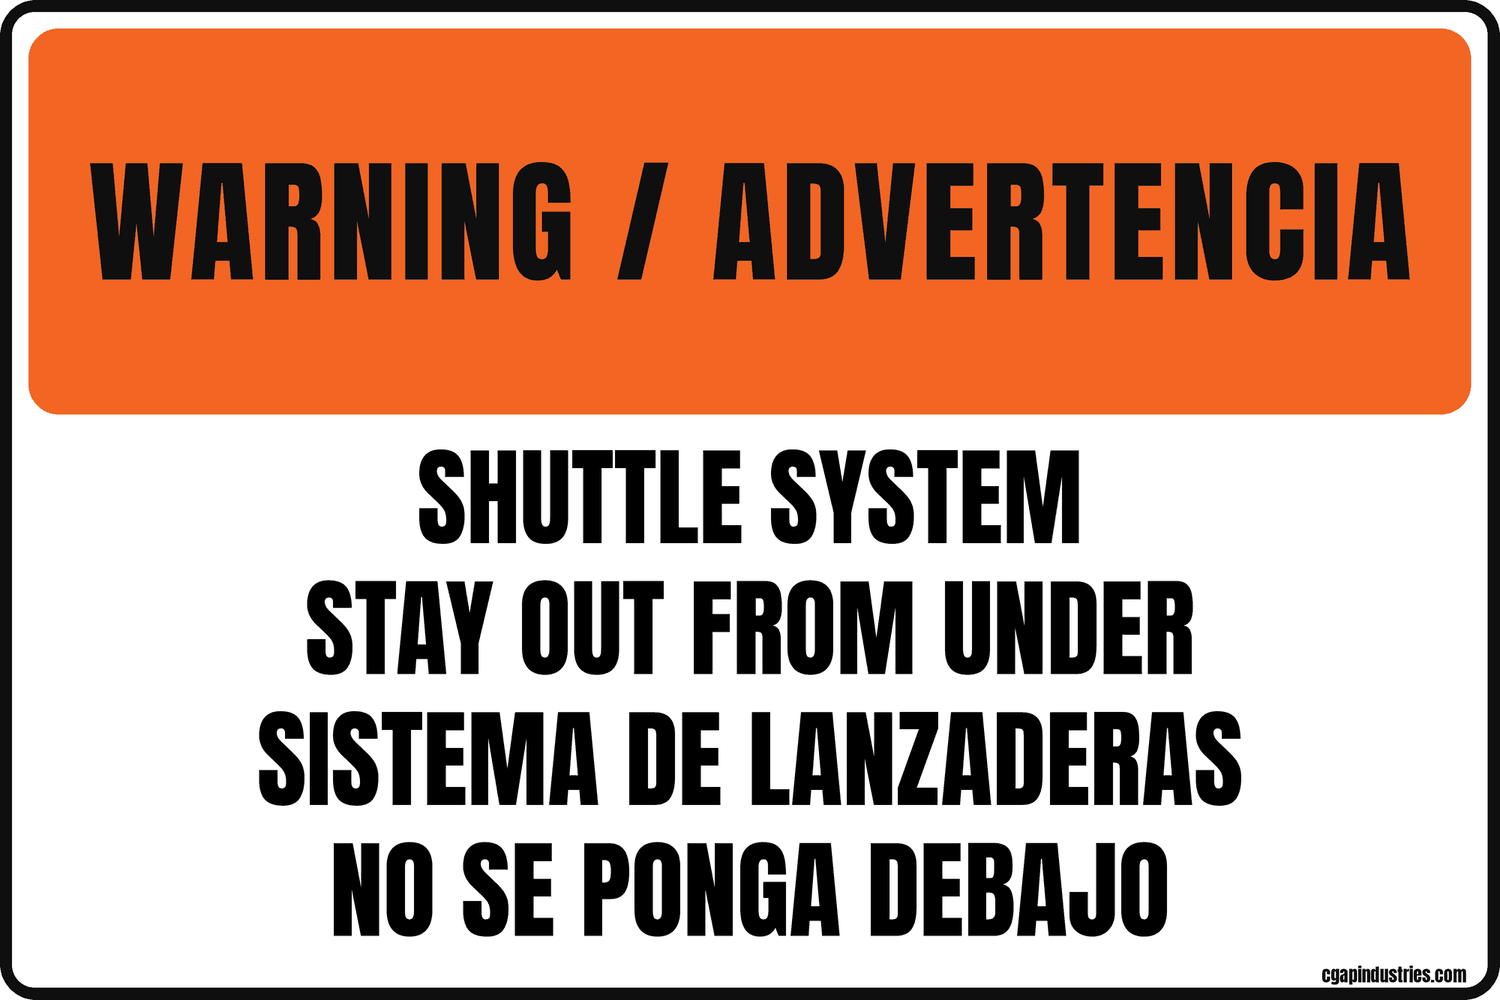 WARNING / ADVERTENCIA
SHUTTLE SYSTEM
STAY OUT FROM UNDER
SISTEMA DE LANZADERAS
NO SE PONGA DEBAJO
cgapindustries.com